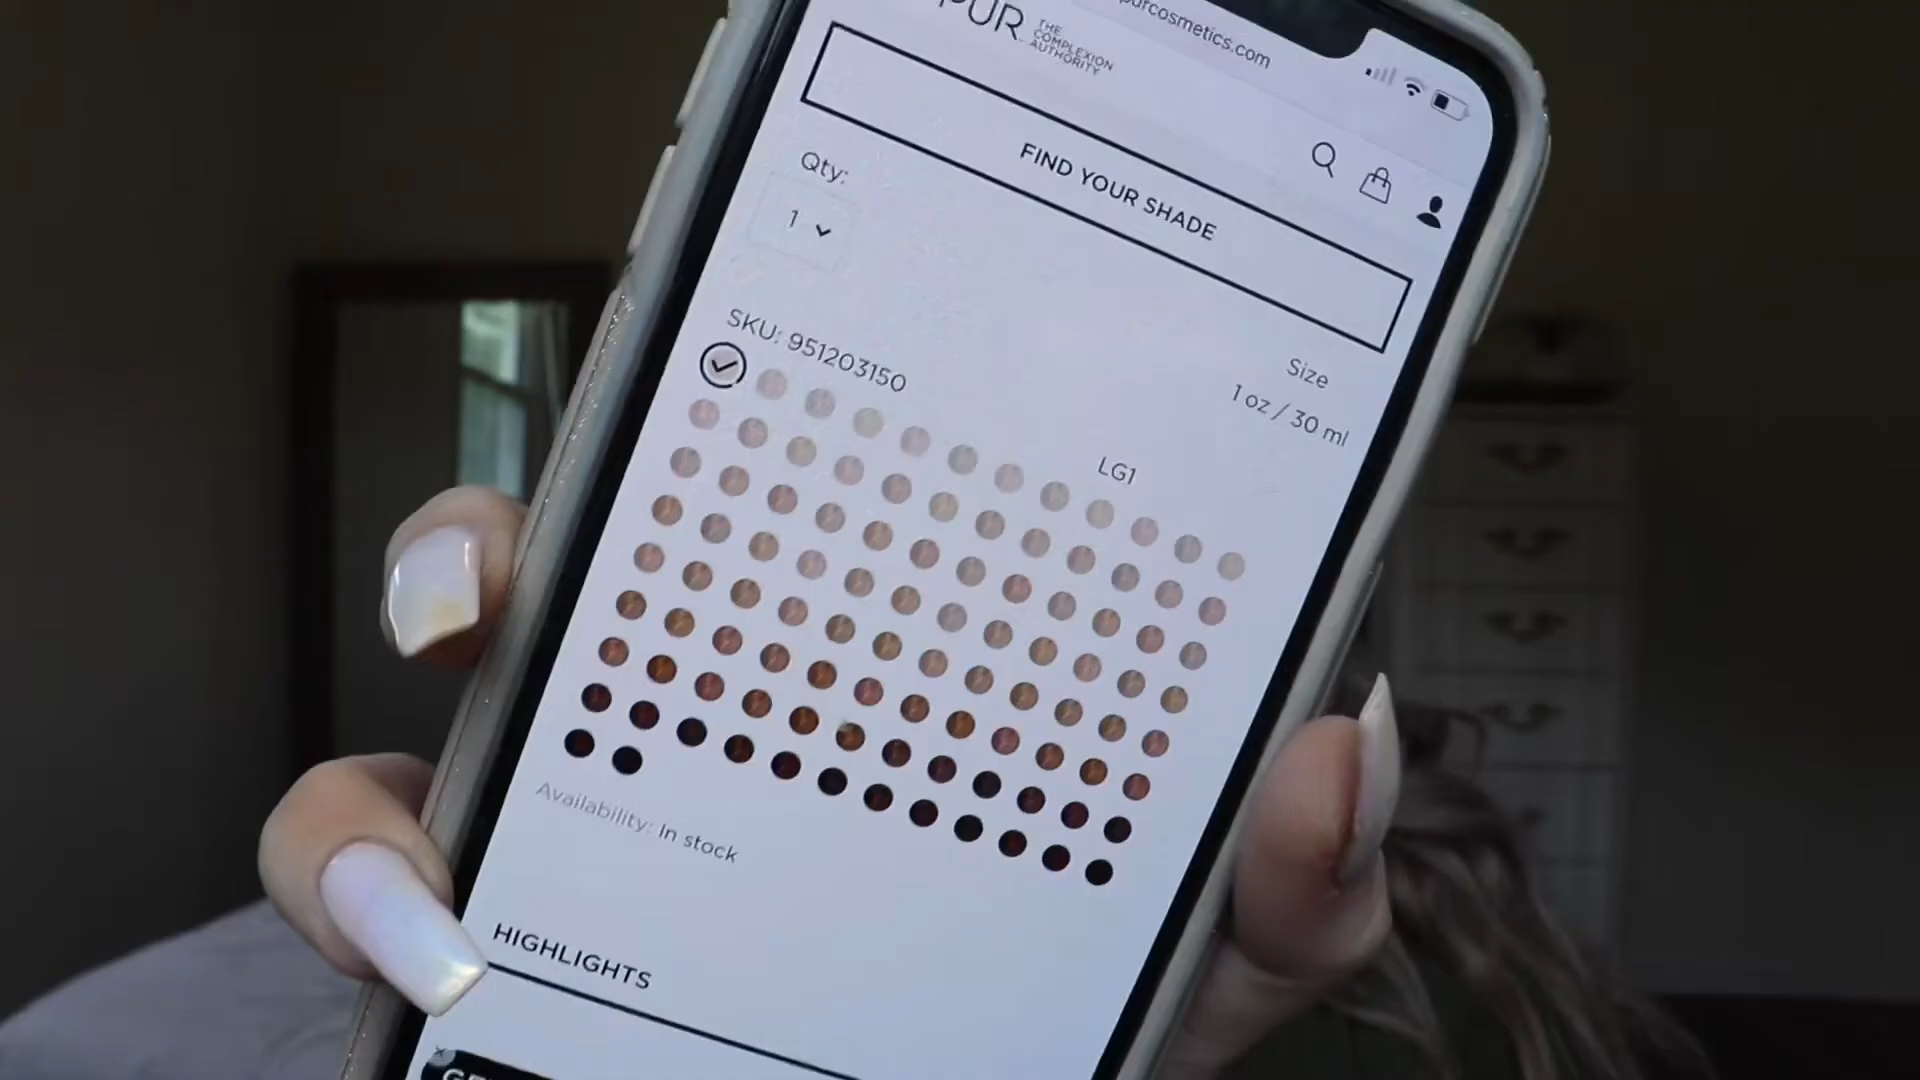 purcosmetics.com
PUR THE
COMPLEXION
AUTHORITY
FIND YOUR SHADE
Qty:
1
Size
1 oz / 30 ml
SKU: 951203150
LG1
Availability: In stock
HIGHLIGHTS